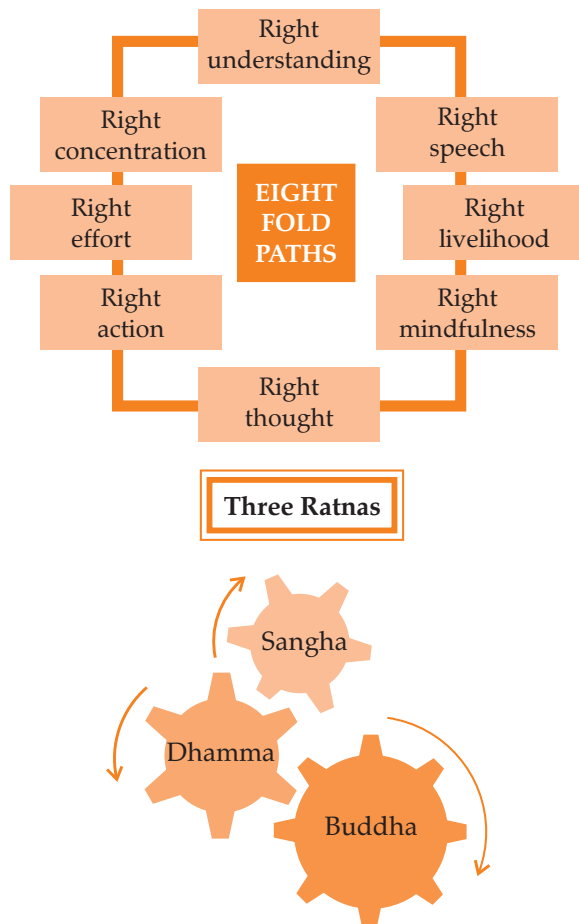 Right
understanding
Right
concentration
Right
speech
EIGHT
FOLD
PATHS
Right
effort
Right
livelihood
Right
action
Right
mindfulness
Right
thought
Three Ratnas
Sangha
Dhamma
Buddha